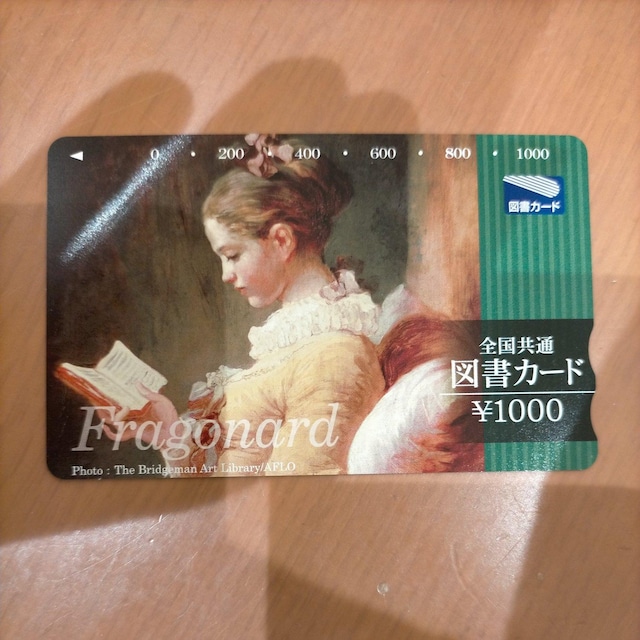 ◀ 0 · 200 · 400 · 600 · 800 · 1000
図書カード
全国共通
図書カード
¥1000
Fragonard
Photo : The Bridgeman Art Library/AFLO